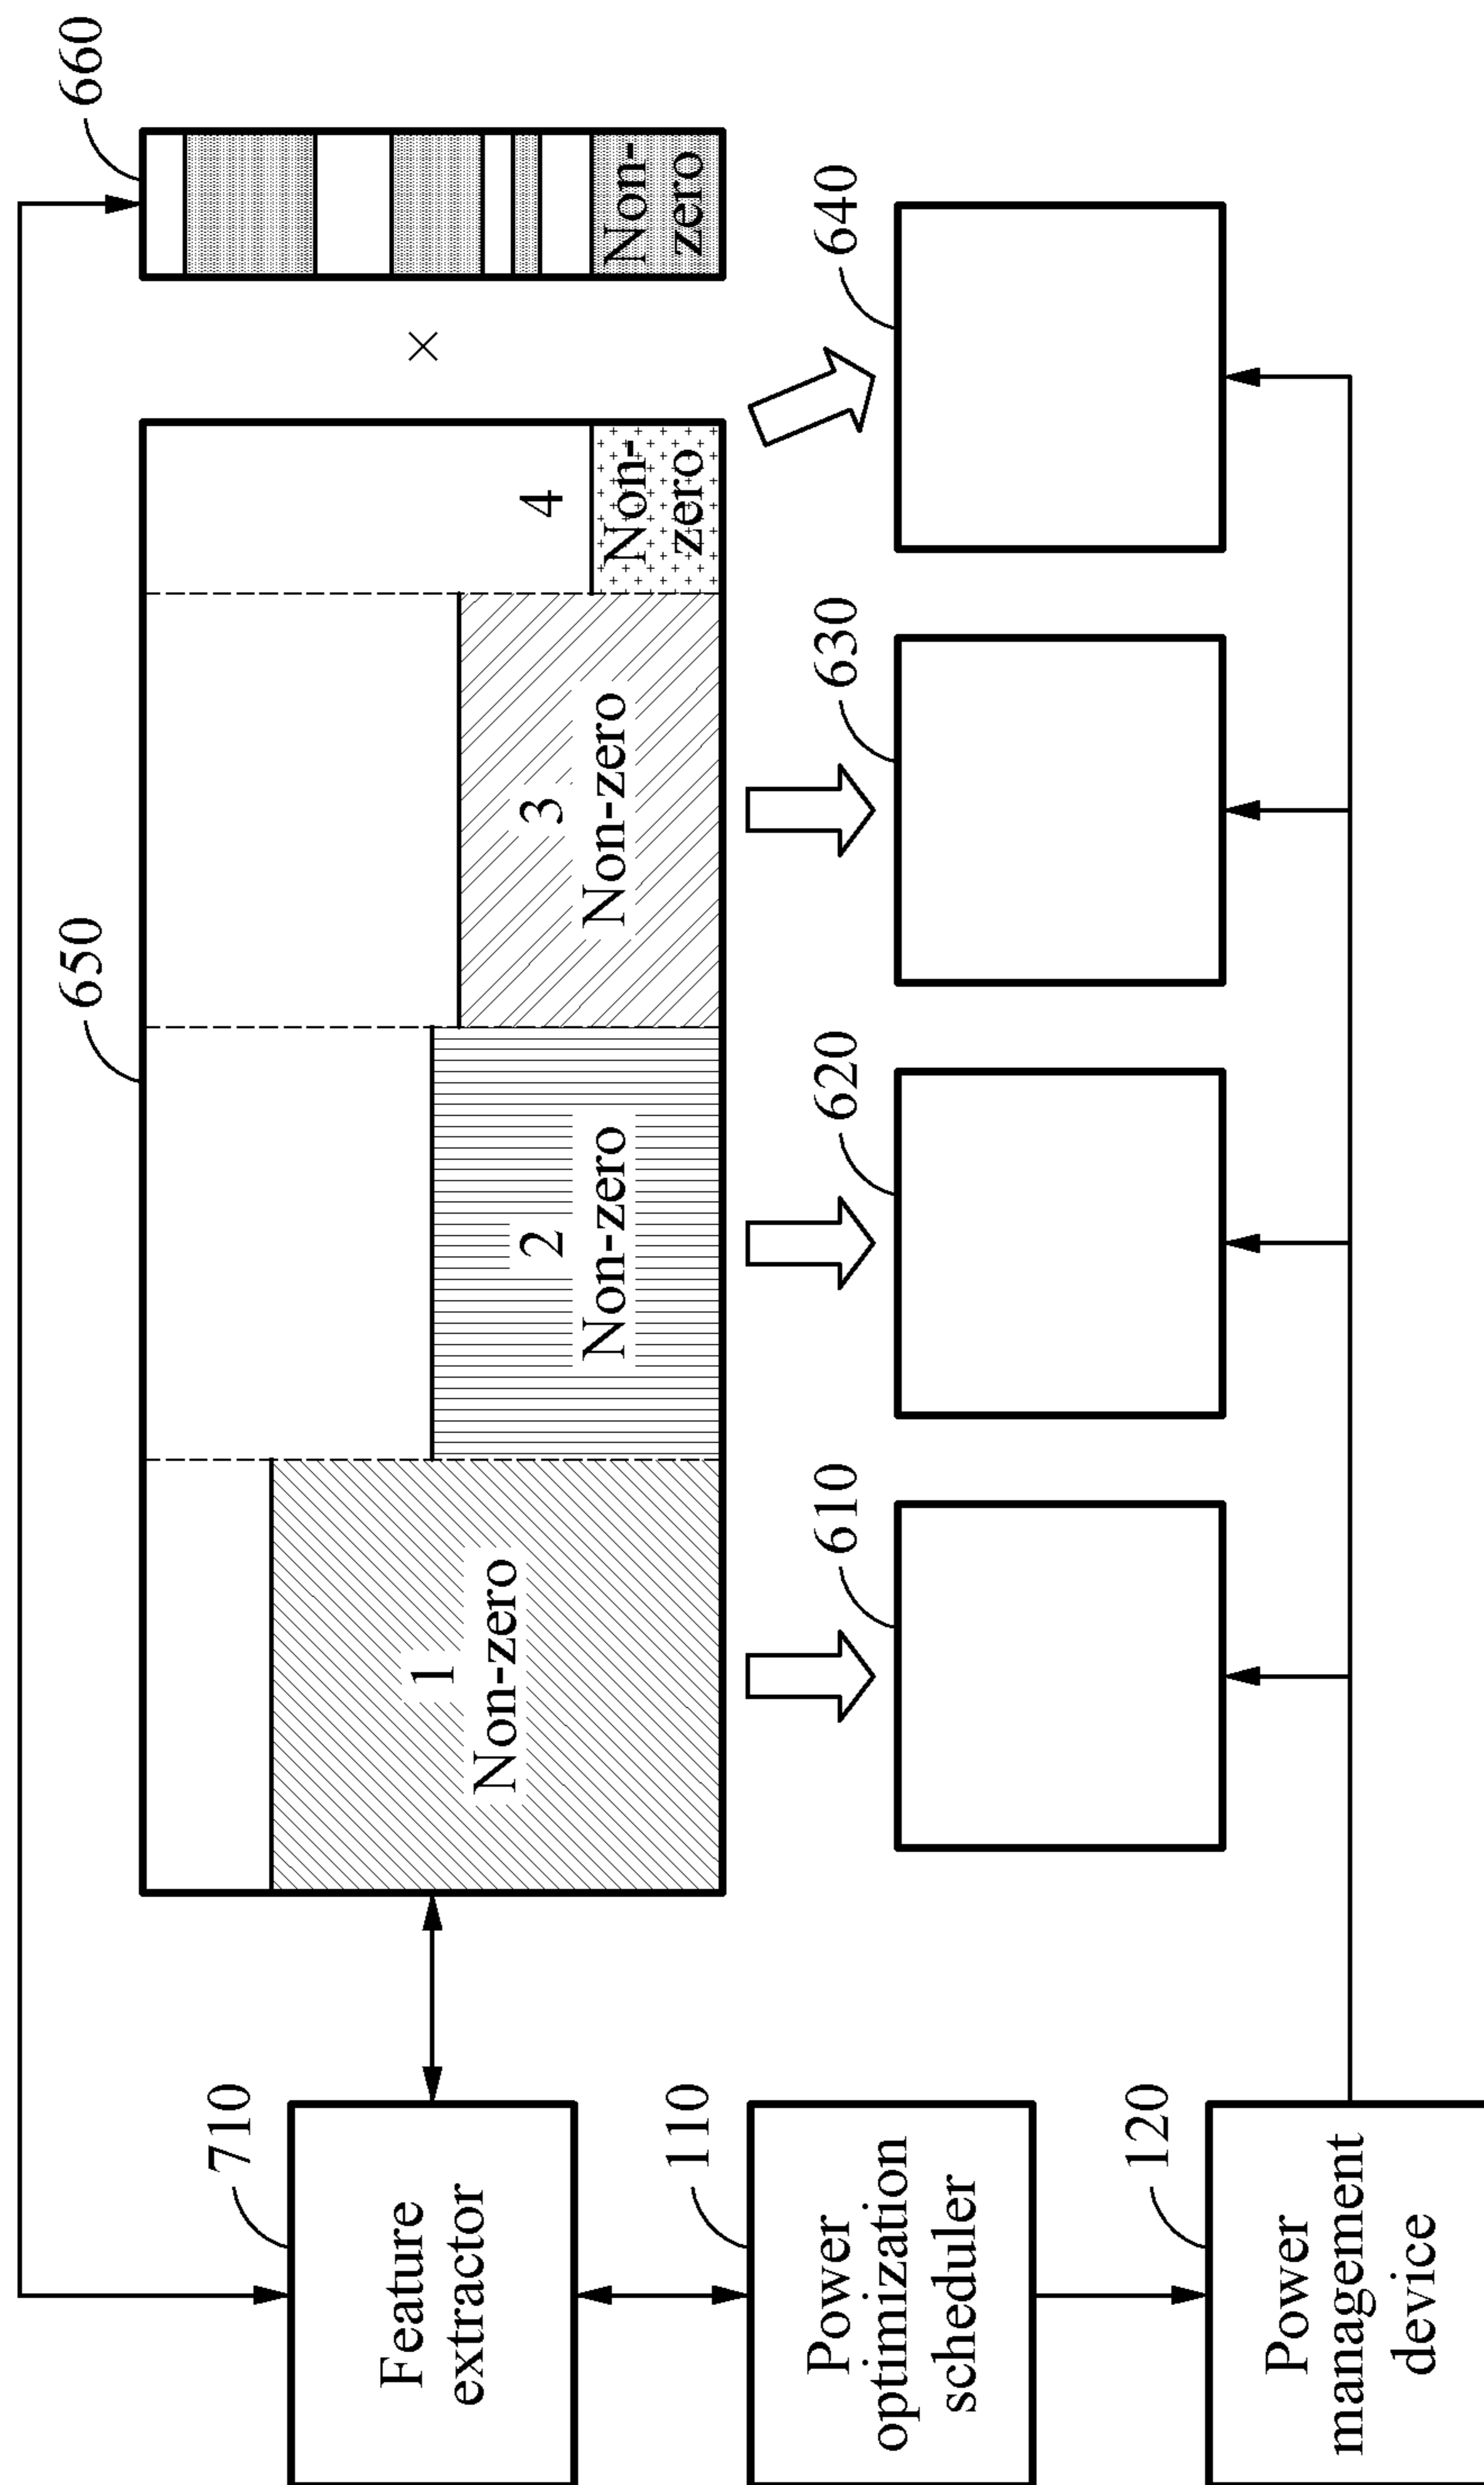 650
660
710
Feature
extractor
1
Non-zero
2
Non-zero
3
Non-zero
4
Non-
zero
×
Non-
zero
110
Power
optimization
scheduler
610
620
630
640
120
Power
management
device